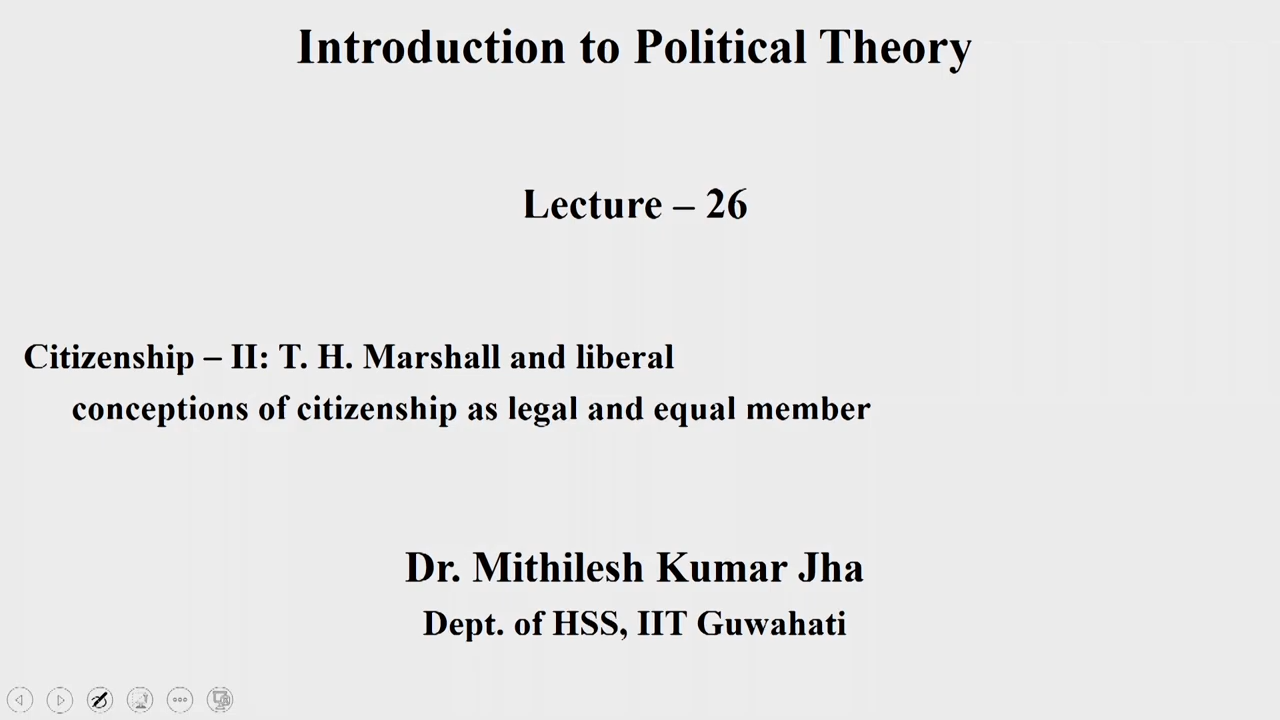 Introduction to Political Theory
Lecture – 26
Citizenship – II: T. H. Marshall and liberal
conceptions of citizenship as legal and equal member
Dr. Mithilesh Kumar Jha
Dept. of HSS, IIT Guwahati